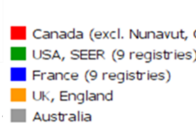 Canada (excl. Nunavut,
USA, SEER (9 registries)
France (9 registries)
UK, England
Australia